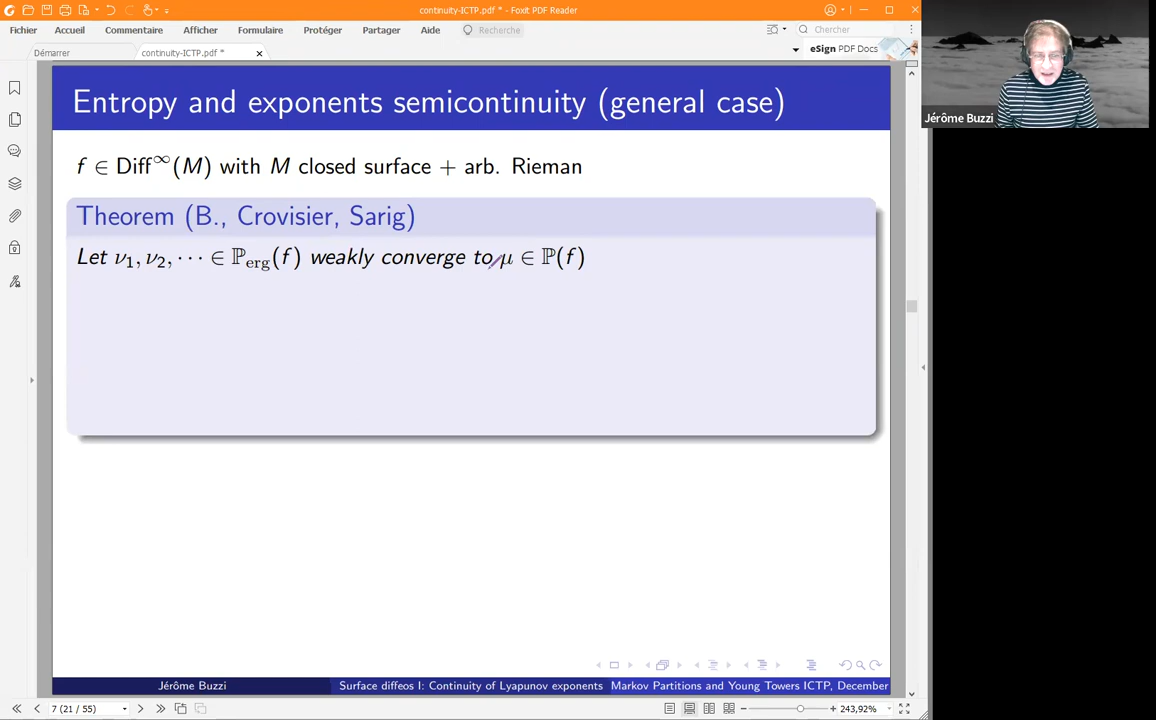 continuity-ICTP.pdf * - Foxit PDF Reader
Fichier Accueil Commentaire Afficher Formulaire Protéger Partager Aide Recherche Chercher
Démarrer continuity-ICTP.pdf * eSign PDF Docs
Entropy and exponents semicontinuity (general case)
f ∈ Diff^∞(M) with M closed surface + arb. Rieman
Theorem (B., Crovisier, Sarig)
Let ν₁, ν₂, ⋯ ∈ ℙ_erg(f) weakly converge to μ ∈ ℙ(f)
Jérôme Buzzi
Jérôme Buzzi Surface diffeos I: Continuity of Lyapunov exponents Markov Partitions and Young Towers ICTP, December
7 (21 / 55) 243,92%